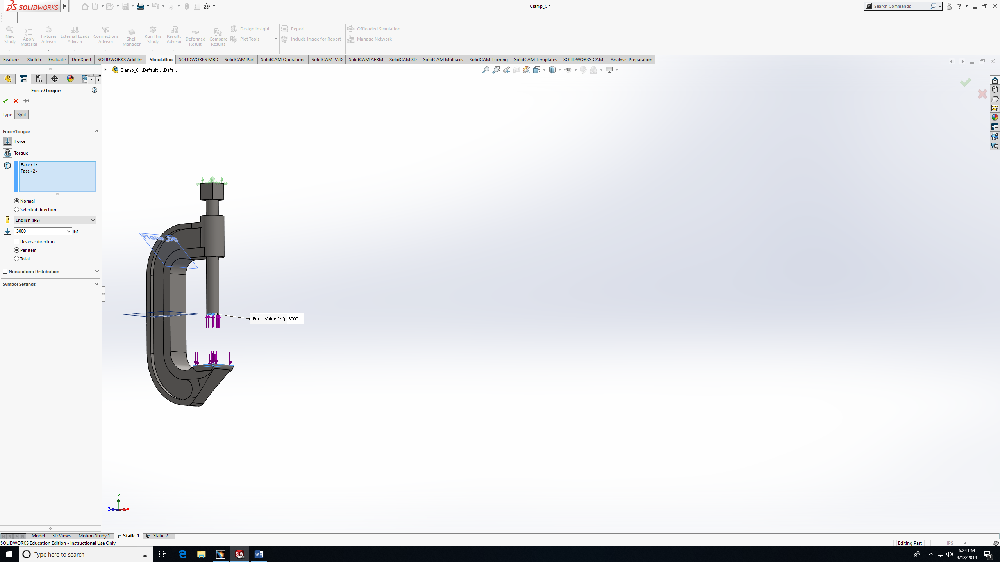 SOLIDWORKS
Clamp_C *
Search Commands
New Study
Apply Material
Fixtures Advisor
External Loads Advisor
Connections Advisor
Shell Manager
Run This Study
Results Advisor
Deformed Result
Compare Results
Design Insight
Plot Tools
Report
Include Image for Report
Offloaded Simulation
Manage Network
Features Sketch Evaluate DimXpert SOLIDWORKS Add-Ins Simulation SOLIDWORKS MBD SolidCAM Part SolidCAM Operations SolidCAM 2.5D SolidCAM AFRM SolidCAM 3D SolidCAM Multiaxis SolidCAM Turning SolidCAM Templates SOLIDWORKS CAM Analysis Preparation
Clamp_C (Default<<Defa...
Force/Torque
Type Split
Force/Torque
Force
Torque
Face<1>
Face<2>
Normal
Selected direction
English (IPS)
3000 lbf
Reverse direction
Per item
Total
Nonuniform Distribution
Symbol Settings
Plane_DE
Force Value (lbf): 3000
Y
Z X
Model 3D Views Motion Study 1 Static 1 Static 2
SOLIDWORKS Education Edition - Instructional Use Only
Editing Part IPS
Type here to search
SW 2018
6:24 PM
4/18/2019
1